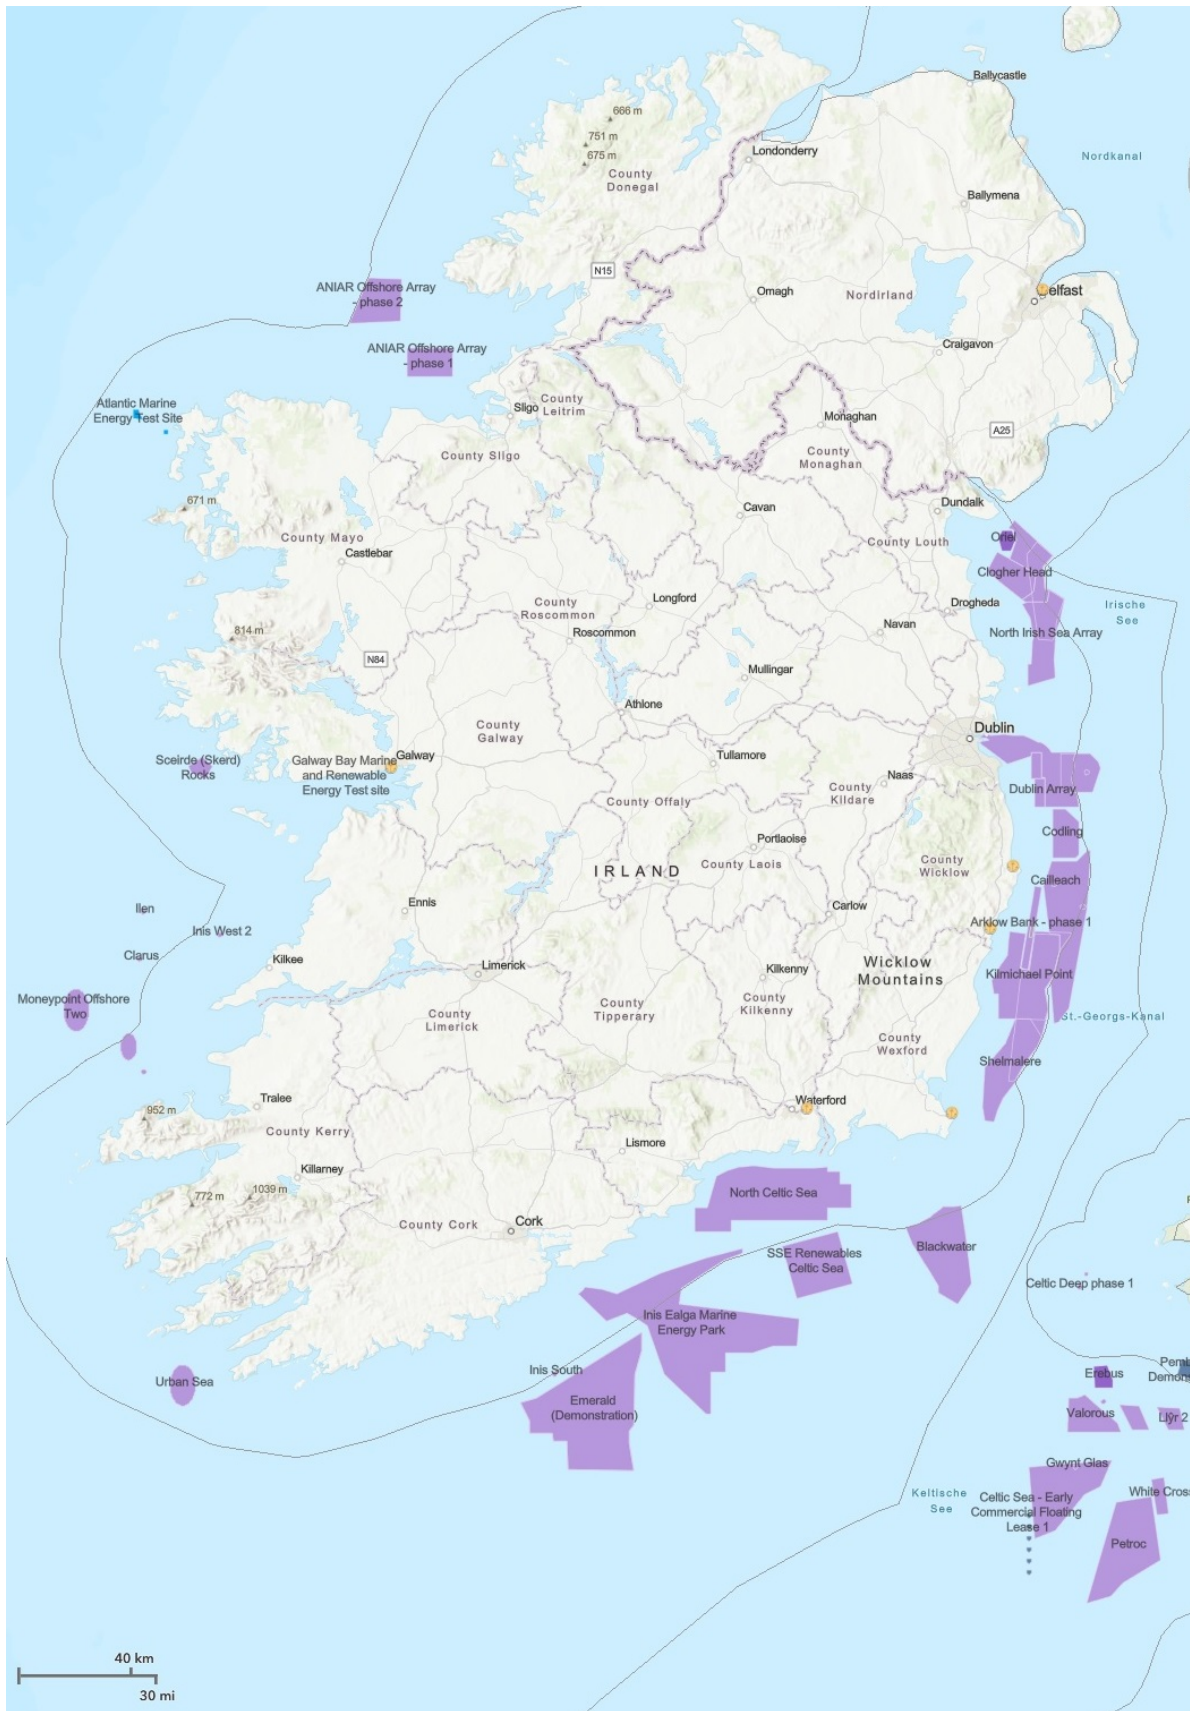 Ballycastle
666 m
751 m
675 m
County
Donegal
Londonderry
Nordkanal
Ballymena
N15
ANIAR Offshore Array
- phase 2
Omagh
Nordirland
elfast
ANIAR Offshore Array
- phase 1
Craigavon
Atlantic Marine
Energy Test Site
Sligo
County
Leitrim
Monaghan
A25
County Sligo
County
Monaghan
671 m
Cavan
Dundalk
County Mayo
Castlebar
County Louth
Oriel
Clogher Head
Longford
County
Roscommon
Drogheda
Irische
See
814 m
Roscommon
Navan
North Irish Sea Array
N84
Mullingar
Athlone
County
Galway
Dublin
Sceirde (Skerd)
Rocks
Galway Bay Marine
and Renewable
Energy Test site
Galway
Tullamore
Naas
County
Kildare
Dublin Array
County Offaly
Portlaoise
Codling
IRLAND
County Laois
County
Wicklow
Cailleach
Ilen
Ennis
Carlow
Arklow Bank - phase 1
Inis West 2
Clarus
Kilkee
Limerick
Kilkenny
Wicklow
Mountains
Kilmichael Point
Moneypoint Offshore
Two
County
Limerick
County
Tipperary
County
Kilkenny
St.-Georgs-Kanal
County
Wexford
Shelmalere
Tralee
Waterford
952 m
County Kerry
Lismore
Killarney
772 m
1039 m
North Celtic Sea
County Cork
Cork
SSE Renewables
Celtic Sea
Blackwater
Celtic Deep phase 1
Inis Ealga Marine
Energy Park
Inis South
Urban Sea
Emerald
(Demonstration)
Erebus
Pemb
Demons
Valorous
Llŷr 2
Gwynt Glas
Keltische
See
Celtic Sea - Early
Commercial Floating
Lease 1
White Cros
Petroc
40 km
30 mi